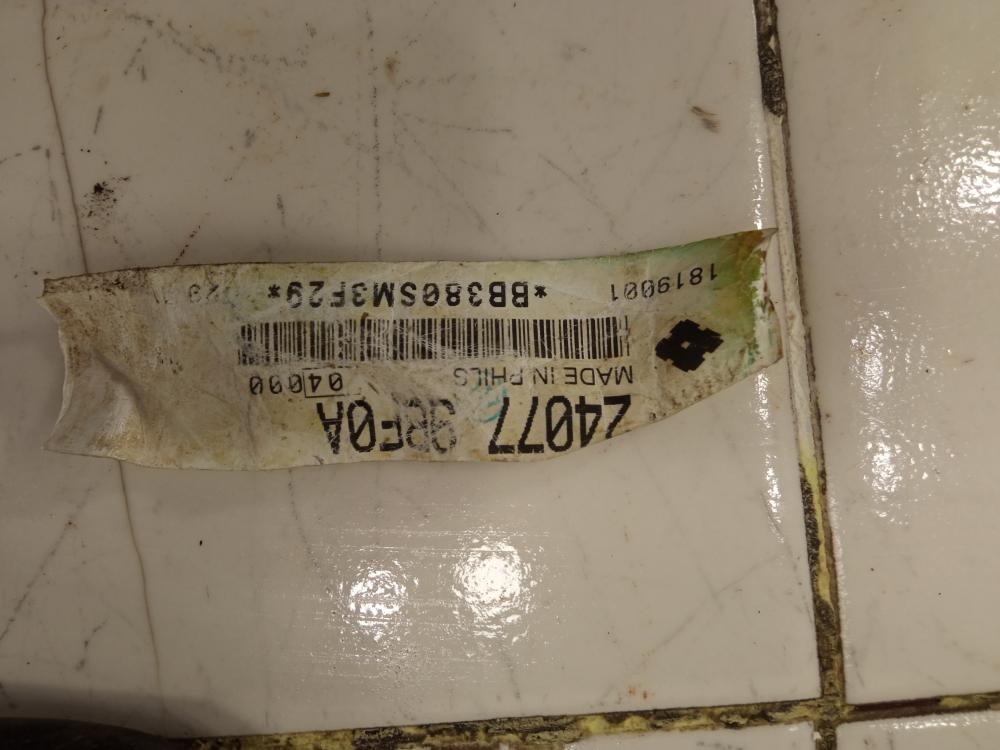 24077
MADE IN PHILS 04000
1819001 *BB380SM3F29*